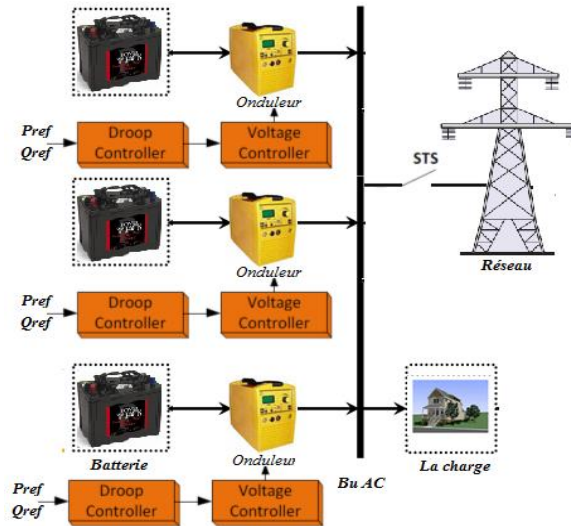 Onduleur
Pref
Qref
Droop
Controller
Voltage
Controller
STS
Onduleur
Réseau
Pref
Qref
Droop
Controller
Voltage
Controller
Batterie
Onduleur
Bu AC
La charge
Pref
Qref
Droop
Controller
Voltage
Controller